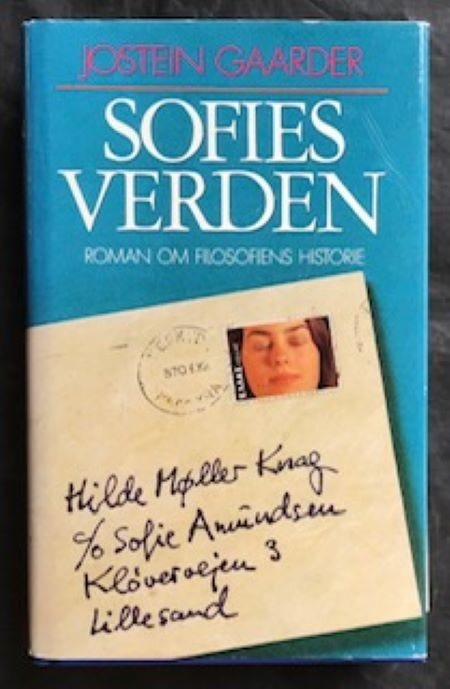 JOSTEIN GAARDER
SOFIES
VERDEN
ROMAN OM FILOSOFIENS HISTORIE
Hilde Møller Knag
c/o Sofie Amundsen
Kløverveien 3
Lillesand